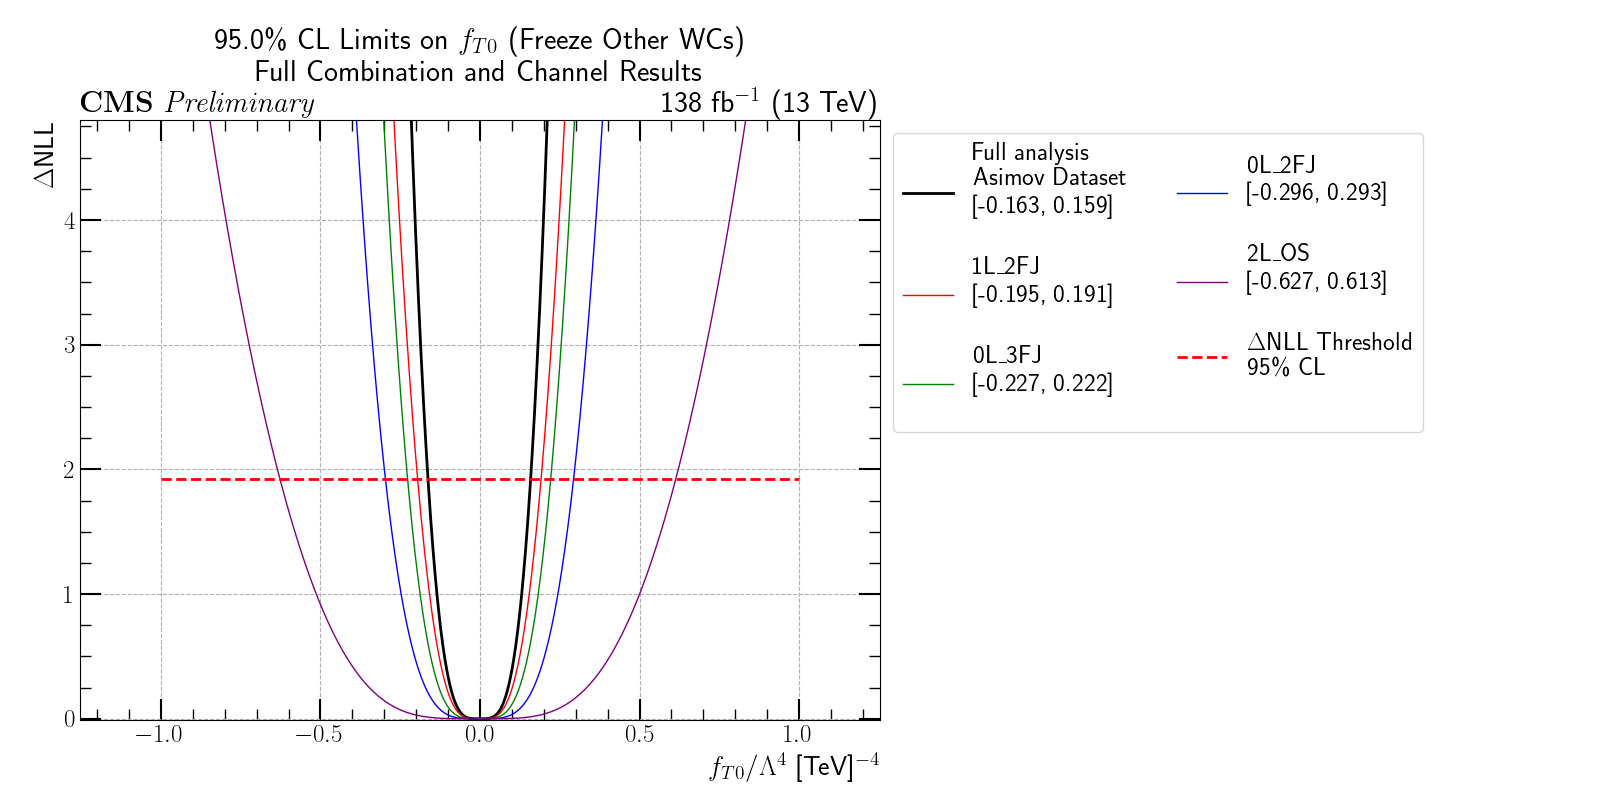 95.0% CL Limits on f_{T0} (Freeze Other WCs)
Full Combination and Channel Results
CMS Preliminary
138 fb^{-1} (13 TeV)
ΔNLL
4
3
2
1
0
−1.0
−0.5
0.0
0.5
1.0
f_{T0}/Λ^4 [TeV]^{-4}
Full analysis
Asimov Dataset
[-0.163, 0.159]
1L_2FJ
[-0.195, 0.191]
0L_3FJ
[-0.227, 0.222]
0L_2FJ
[-0.296, 0.293]
2L_OS
[-0.627, 0.613]
ΔNLL Threshold
95% CL